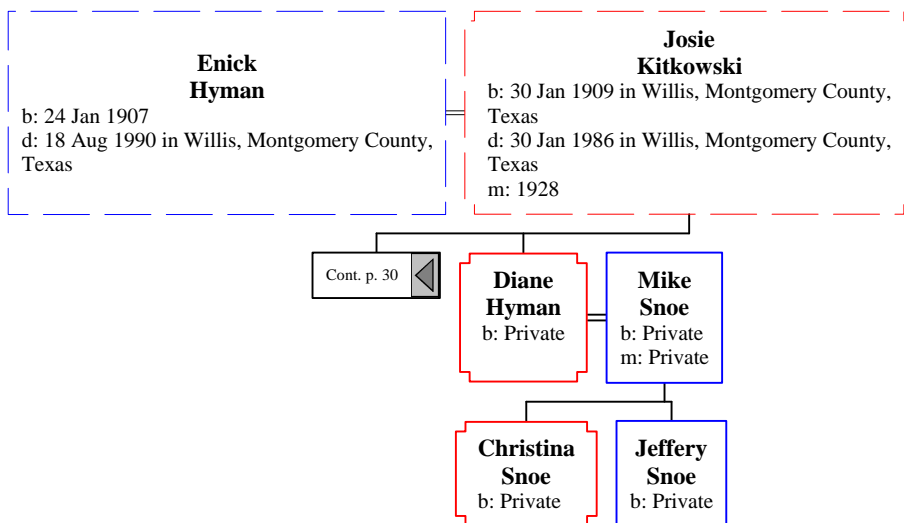 Enick
Hyman
b: 24 Jan 1907
d: 18 Aug 1990 in Willis, Montgomery County,
Texas
Josie
Kitkowski
b: 30 Jan 1909 in Willis, Montgomery County,
Texas
d: 30 Jan 1986 in Willis, Montgomery County,
Texas
m: 1928
Cont. p. 30
Diane
Hyman
b: Private
Mike
Snoe
b: Private
m: Private
Christina
Snoe
b: Private
Jeffery
Snoe
b: Private